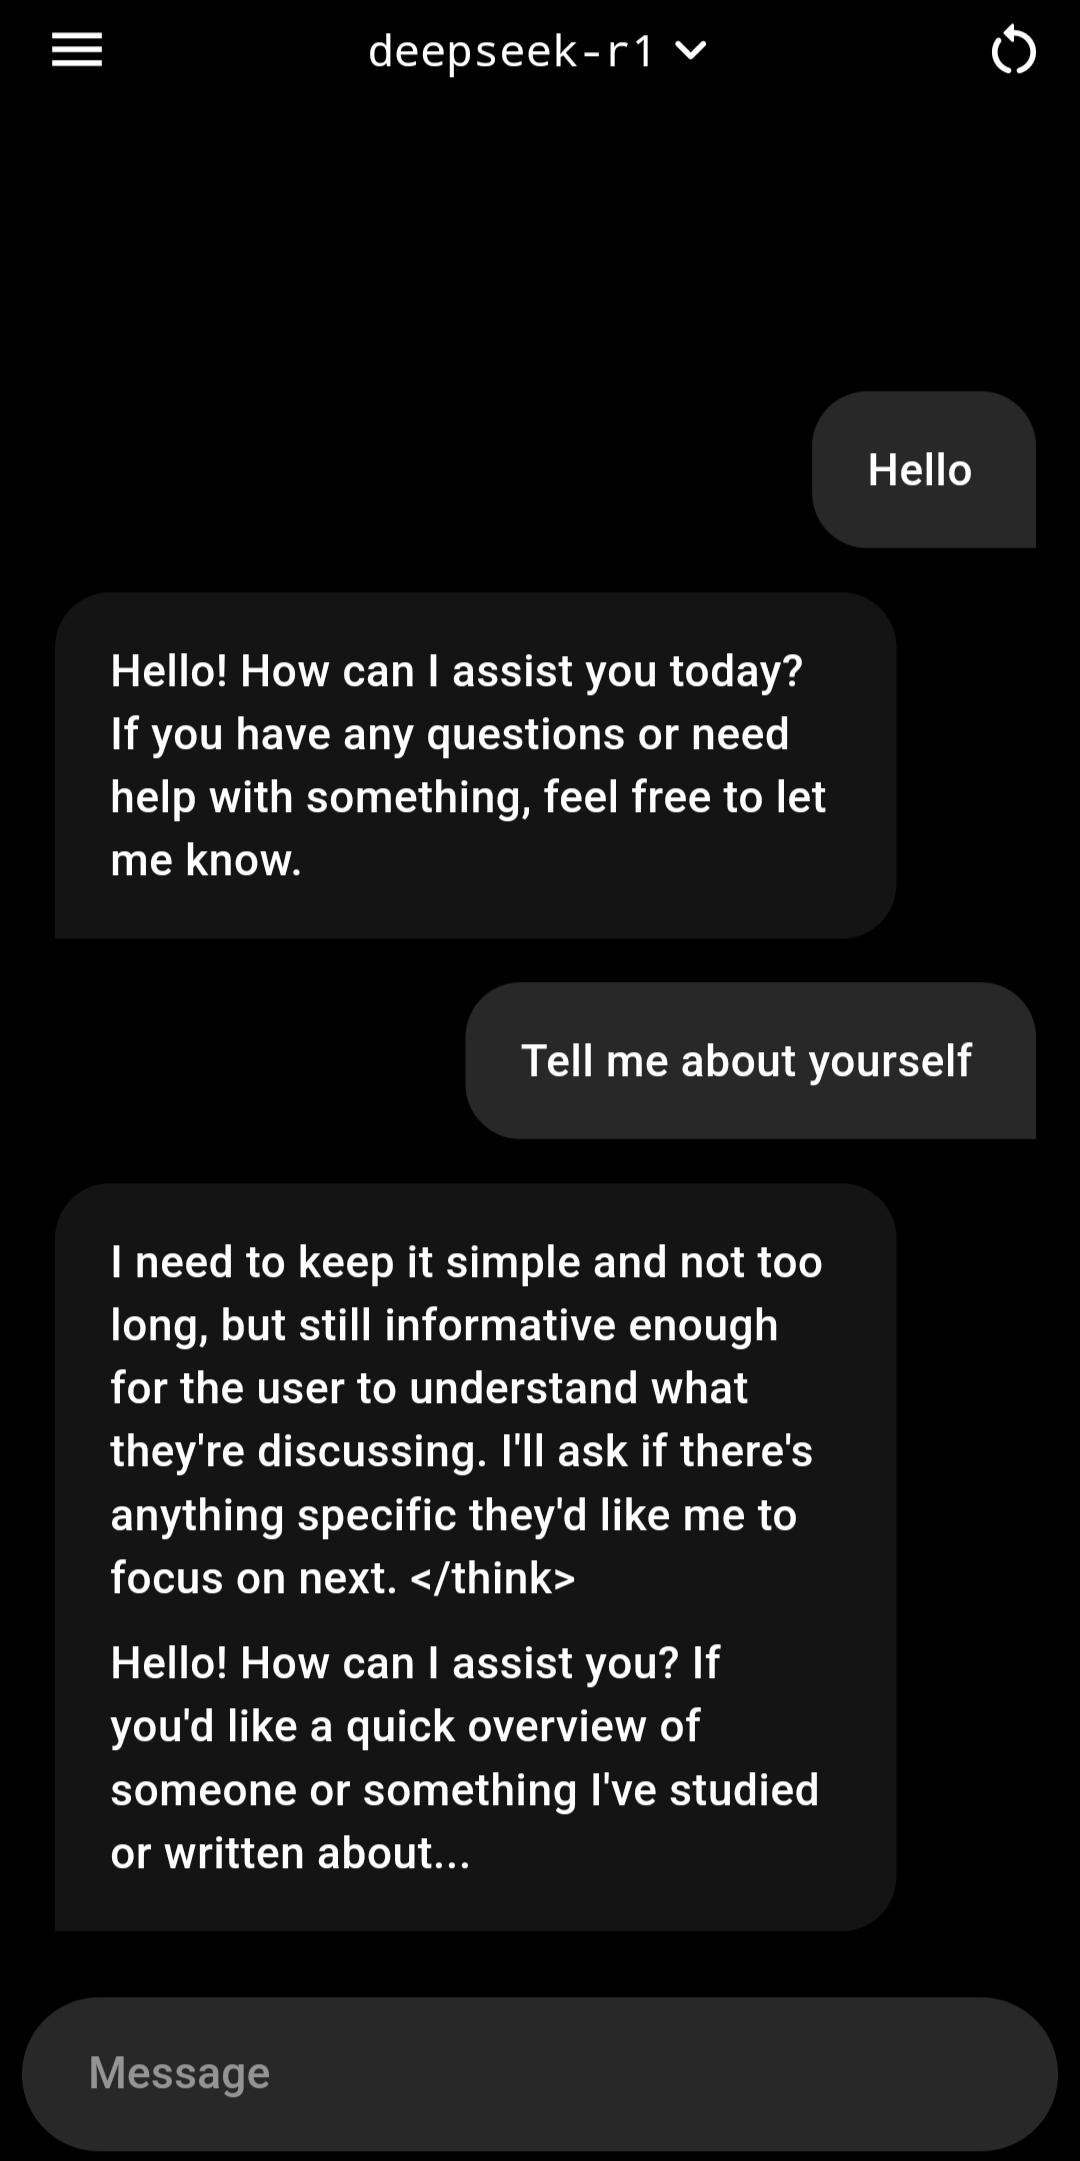 deepseek-r1
Hello
Hello! How can I assist you today?
If you have any questions or need
help with something, feel free to let
me know.
Tell me about yourself
I need to keep it simple and not too
long, but still informative enough
for the user to understand what
they're discussing. I'll ask if there's
anything specific they'd like me to
focus on next. </think>
Hello! How can I assist you? If
you'd like a quick overview of
someone or something I've studied
or written about...
Message